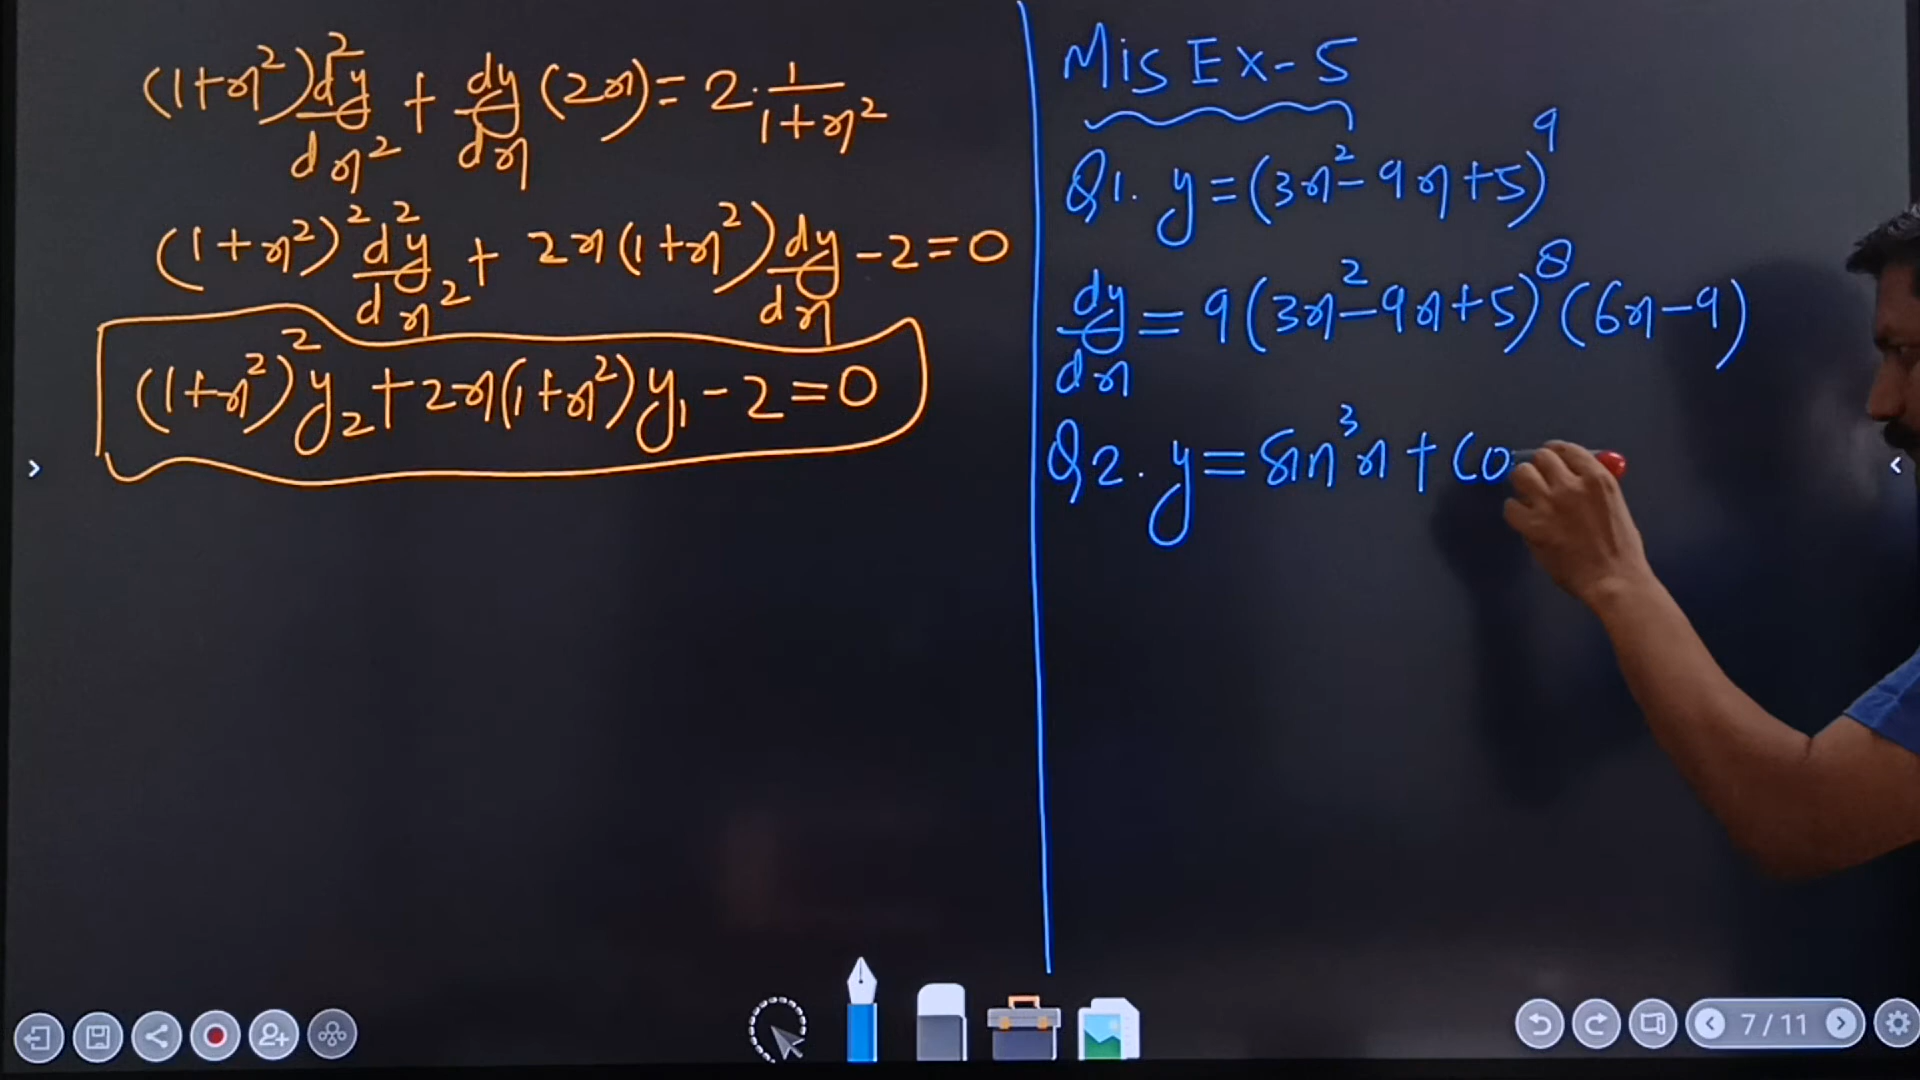 (1+x²) d²y/dx² + dy/dx (2x) = 2 · 1/1+x²
(1+x²)² d²y/dx² + 2x(1+x²) dy/dx - 2 = 0
(1+x²)² y₂ + 2x(1+x²) y₁ - 2 = 0
Mis Ex - 5
Q1. y = (3x² - 9x + 5)⁹
dy/dx = 9(3x² - 9x + 5)⁸ (6x - 9)
Q2. y = sin³x + co
7 / 11